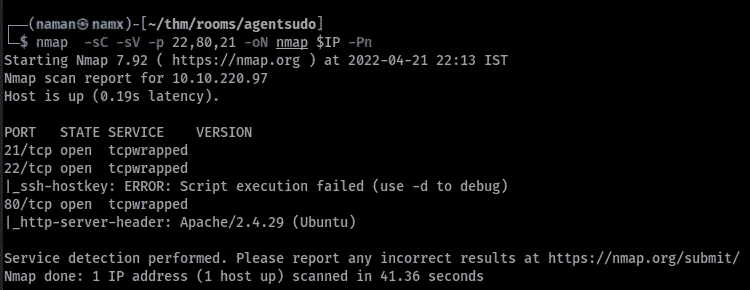 ┌──(naman㉿namx)-[~/thm/rooms/agentsudo]
└─$ nmap  -sC -sV -p 22,80,21 -oN nmap $IP -Pn
Starting Nmap 7.92 ( https://nmap.org ) at 2022-04-21 22:13 IST
Nmap scan report for 10.10.220.97
Host is up (0.19s latency).
PORT   STATE SERVICE    VERSION
21/tcp open  tcpwrapped
22/tcp open  tcpwrapped
|_ssh-hostkey: ERROR: Script execution failed (use -d to debug)
80/tcp open  tcpwrapped
|_http-server-header: Apache/2.4.29 (Ubuntu)
Service detection performed. Please report any incorrect results at https://nmap.org/submit/
Nmap done: 1 IP address (1 host up) scanned in 41.36 seconds